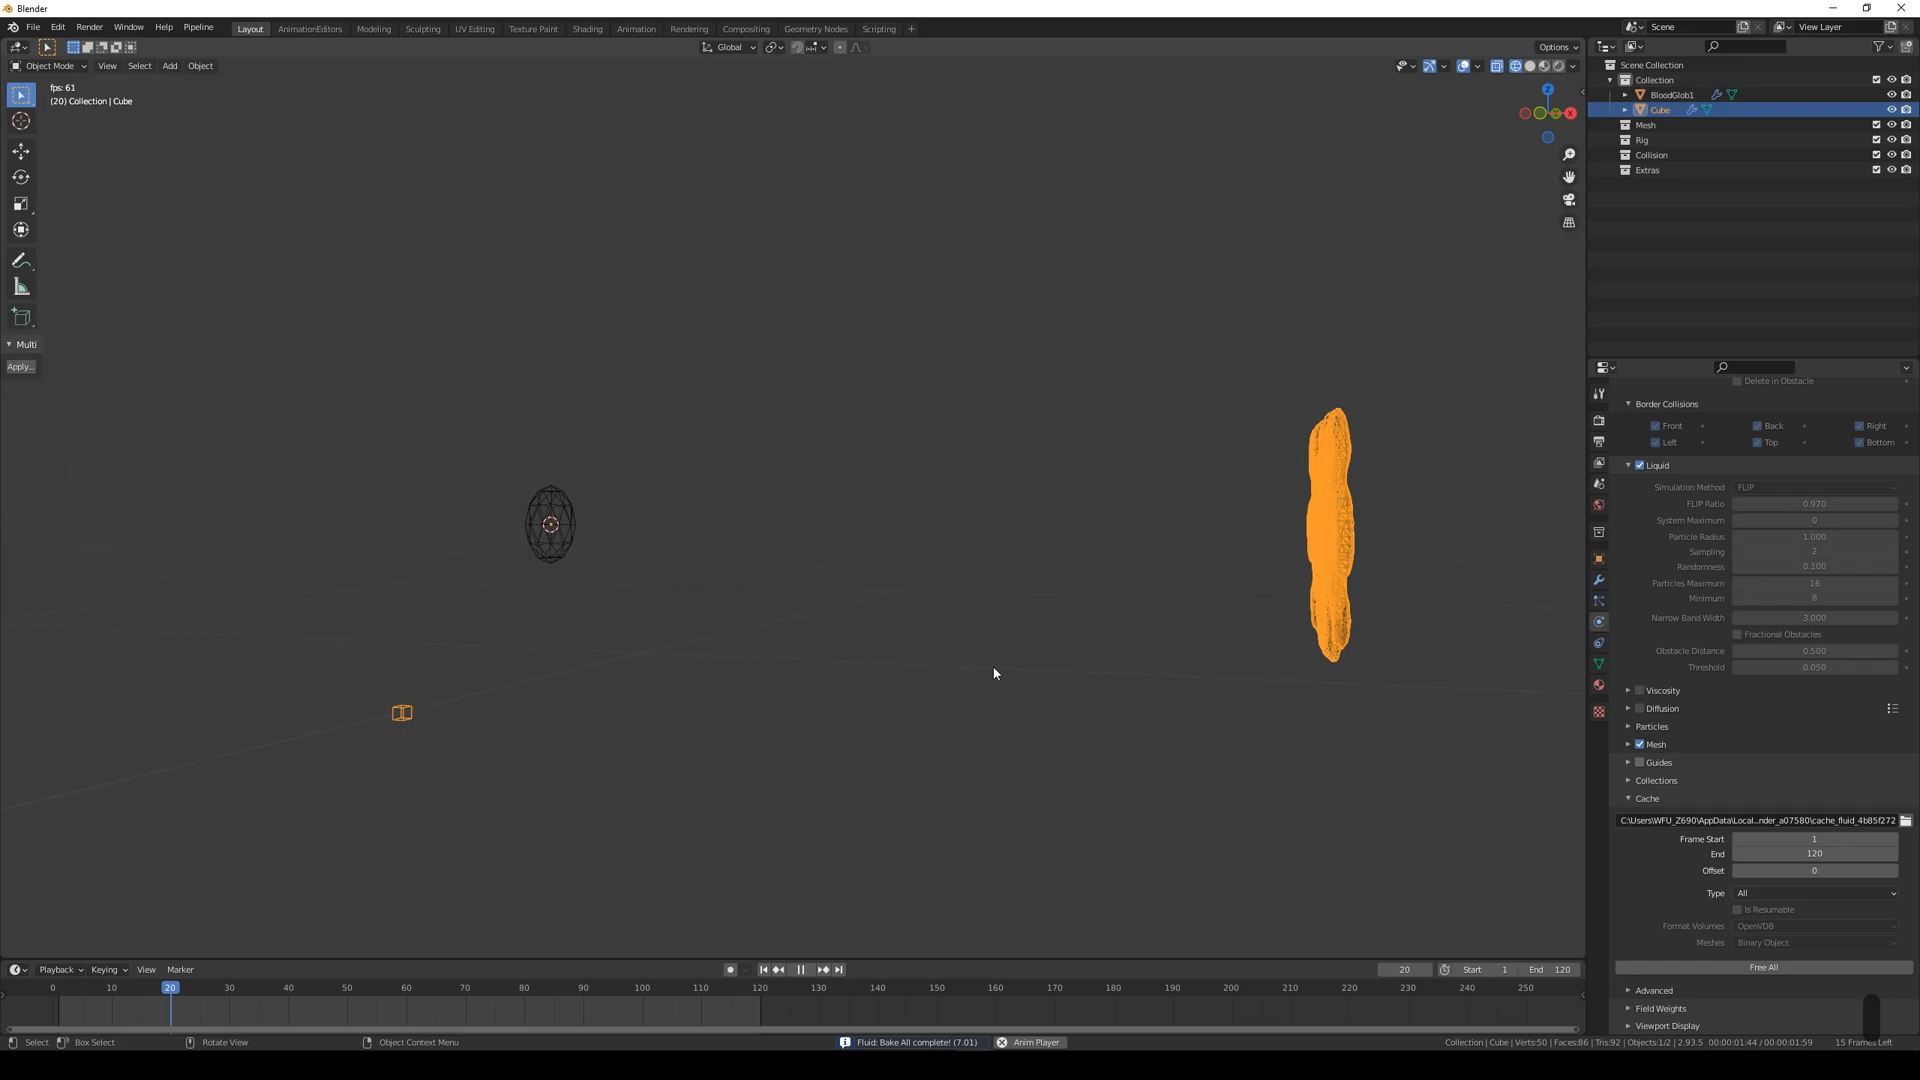 Blender
File Edit Render Window Help Pipeline Layout AnimationEditors Modeling Sculpting UV Editing Texture Paint Shading Animation Rendering Compositing Geometry Nodes Scripting + Scene View Layer
Global Options
Object Mode View Select Add Object
fps: 61
(20) Collection | Cube
Z
X
Multi
Apply...
Scene Collection
Collection
BloodGlob1
Cube
Mesh
Rig
Collision
Extras
Delete in Obstacle
Border Collisions
Front Back Right
Left Top Bottom
Liquid
Simulation Method FLIP
FLIP Ratio 0.970
System Maximum 0
Particle Radius 1.000
Sampling 2
Randomness 0.100
Particles Maximum 16
Minimum 8
Narrow Band Width 3.000
Fractional Obstacles
Obstacle Distance 0.500
Threshold 0.050
Viscosity
Diffusion
Particles
Mesh
Guides
Collections
Cache
C:\Users\WFU_Z690\AppData\Local...nder_a07580\cache_fluid_4b85f272
Frame Start 1
End 120
Offset 0
Type All
Is Resumable
Format Volumes OpenVDB
Meshes Binary Object
Free All
Advanced
Field Weights
Viewport Display
Playback Keying View Marker 20 Start 1 End 120
0 10 20 30 40 50 60 70 80 90 100 110 120 130 140 150 160 170 180 190 200 210 220 230 240 250
Select Box Select Rotate View Object Context Menu Fluid: Bake All complete! (7.01) Anim Player Collection | Cube | Verts:50 | Faces:86 | Tris:92 | Objects:1/2 | 2.93.5 00:00:01:44 / 00:00:01:59 15 Frames Left